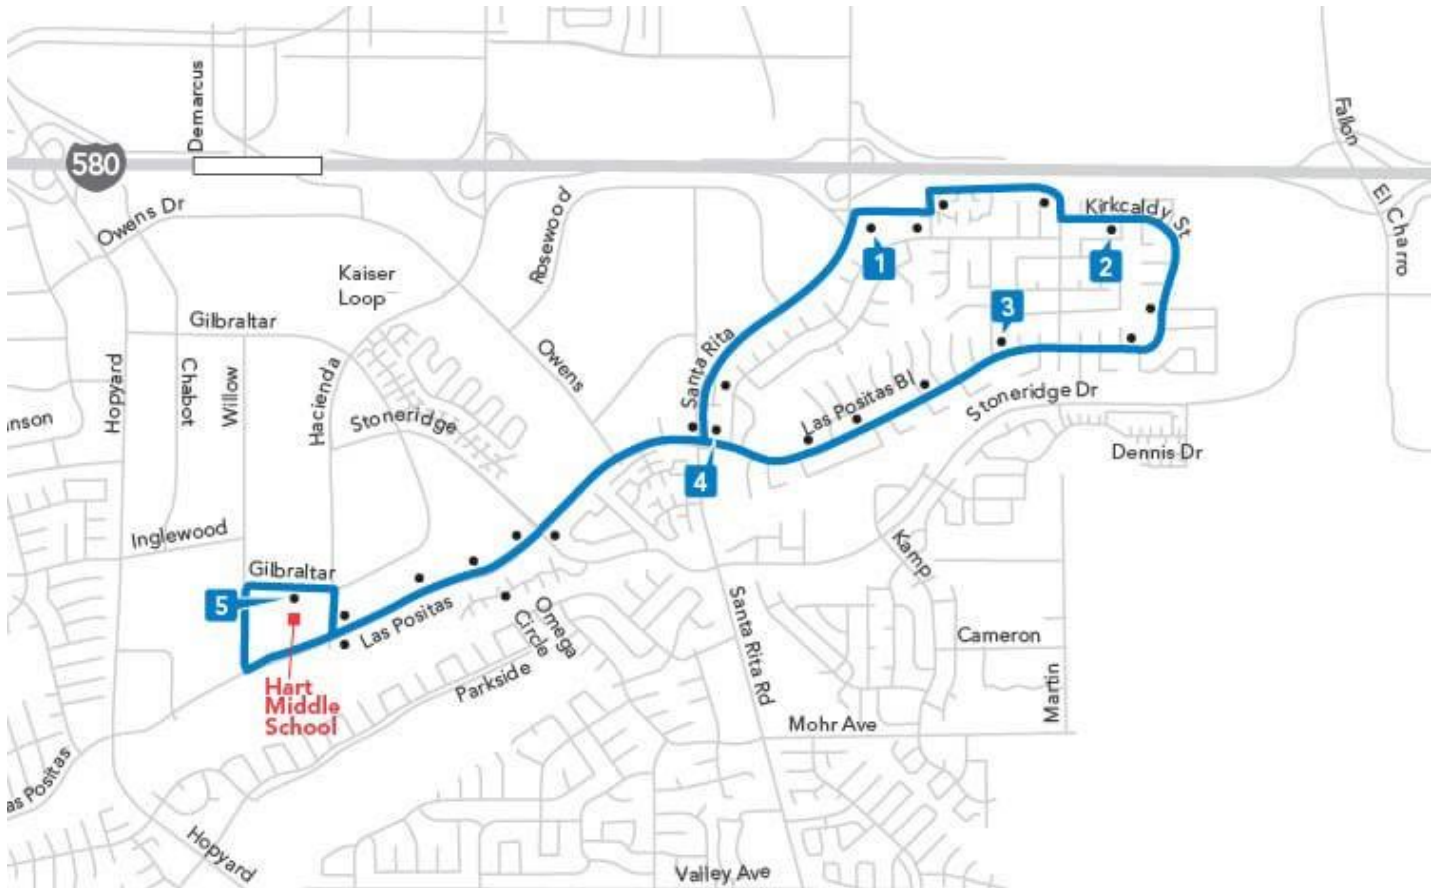 Demarcus
580
Fallon
El Charro
Owens Dr
Rosewood
Kirkcaldy St
Kaiser
Loop
1
2
3
Gilbraltar
Owens
Santa Rita
Hopyard
Chabot
Willow
Hacienda
Stoneridge
Las Positas Bl
Stoneridge Dr
nson
Dennis Dr
4
Inglewood
Kamp
Gilbraltar
5
Las Positas
Omega
Circle
Santa Rita Rd
Cameron
Hart
Middle
School
Parkside
Martin
Mohr Ave
as Positas
Hopyard
Valley Ave